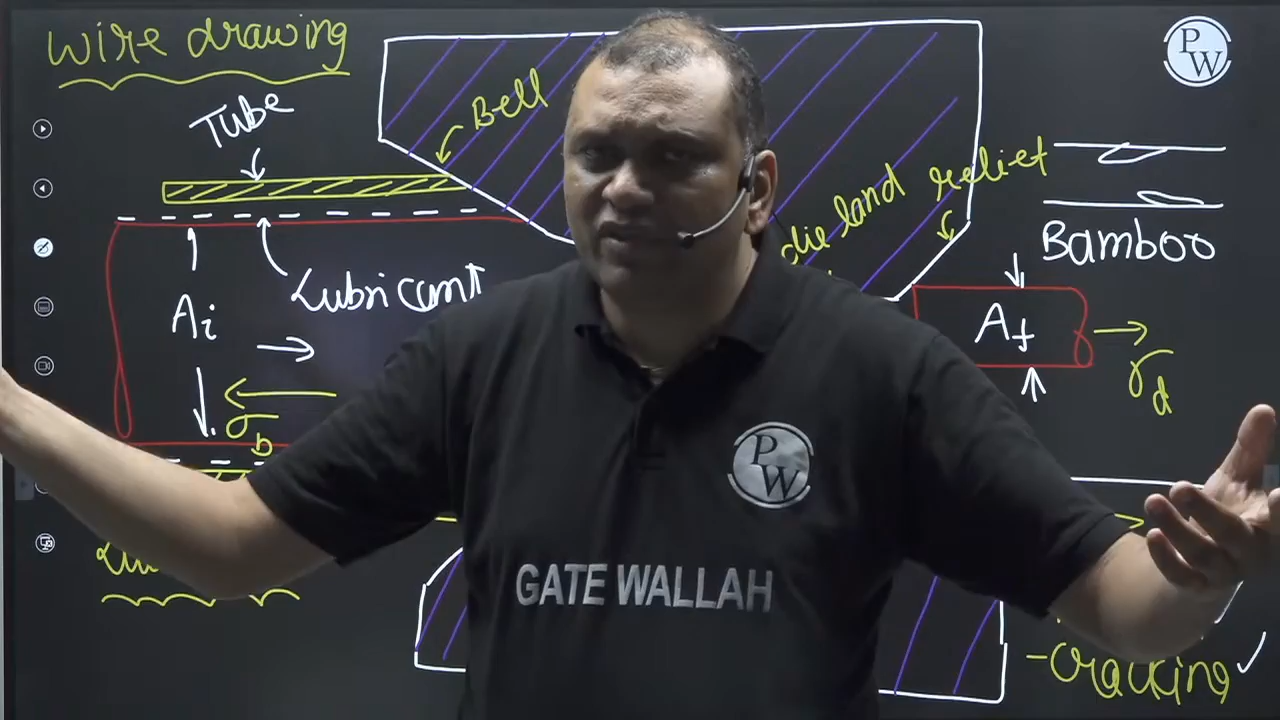 wire drawing
Tube
Bell
PW
die land relief
Bamboo
Lubricant
Ai
Af
σb
σd
PW
GATE WALLAH
-cracking